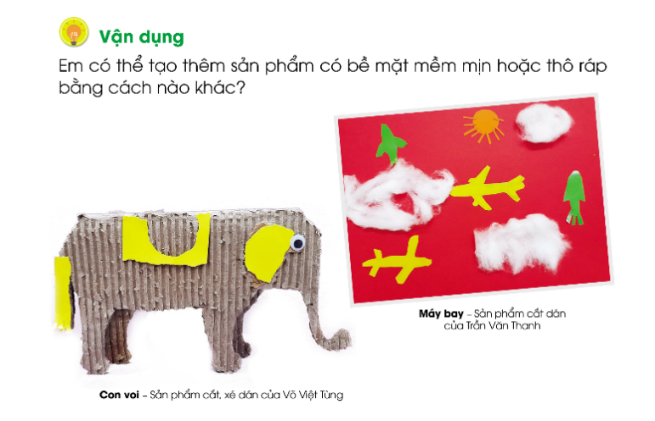 Vận dụng
Em có thể tạo thêm sản phẩm có bề mặt mềm mịn hoặc thô ráp
bằng cách nào khác?
Máy bay – Sản phẩm cắt dán
của Trần Văn Thanh
Con voi – Sản phẩm cắt, xé dán của Võ Việt Tùng